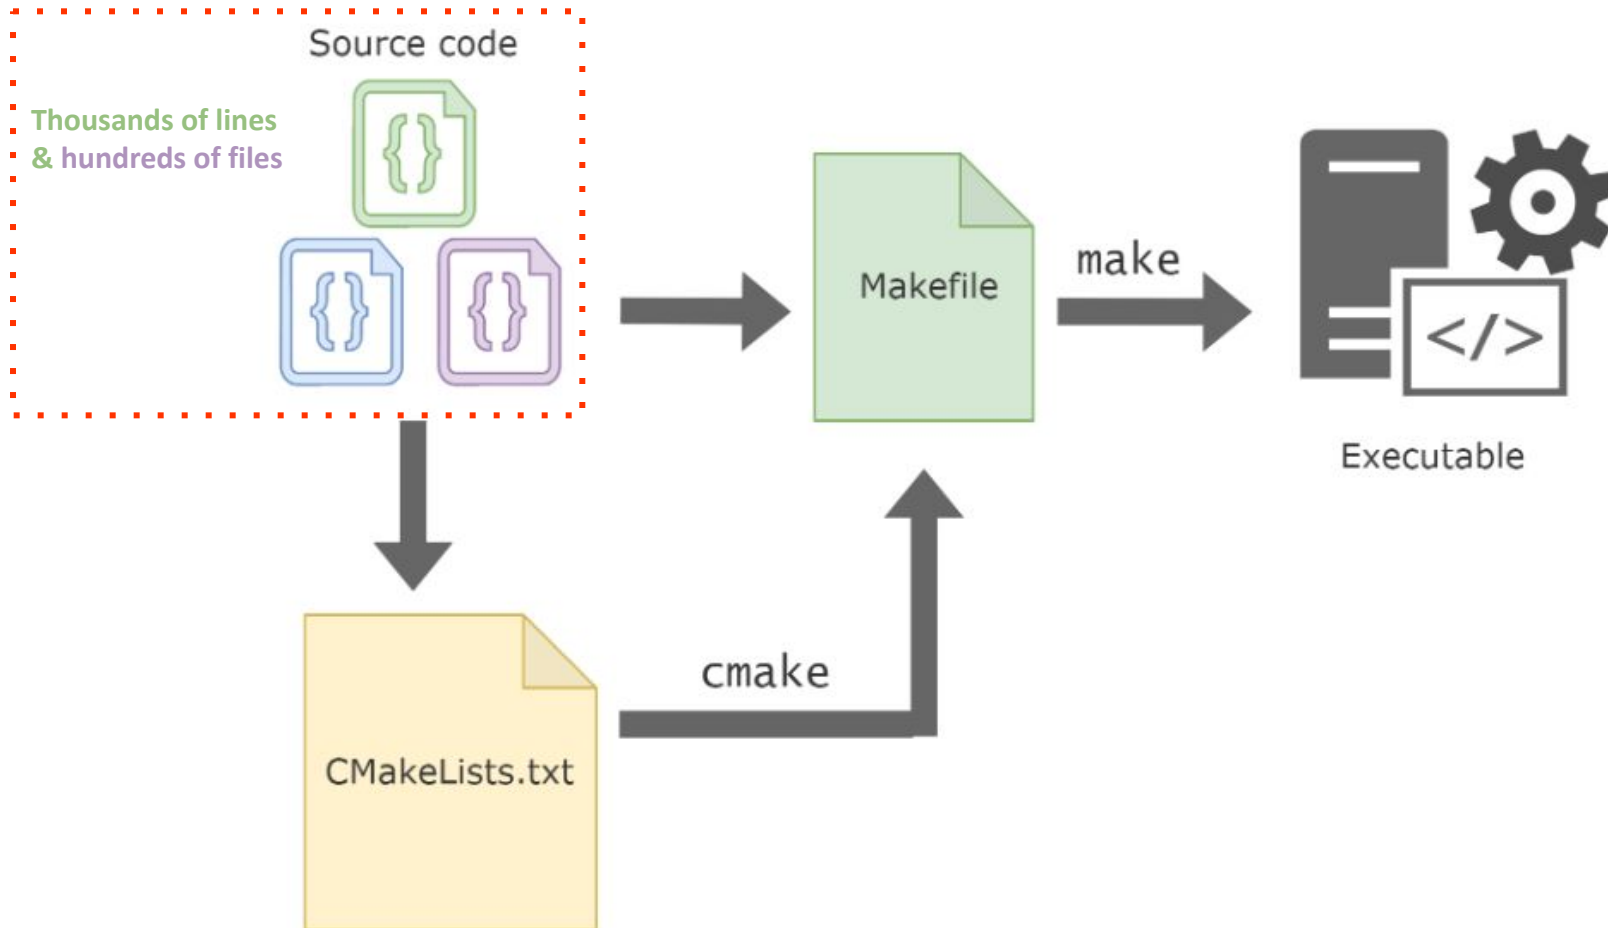 Source code
Thousands of lines
& hundreds of files
{}
{}
{}
Makefile
make
</>
Executable
cmake
CMakeLists.txt